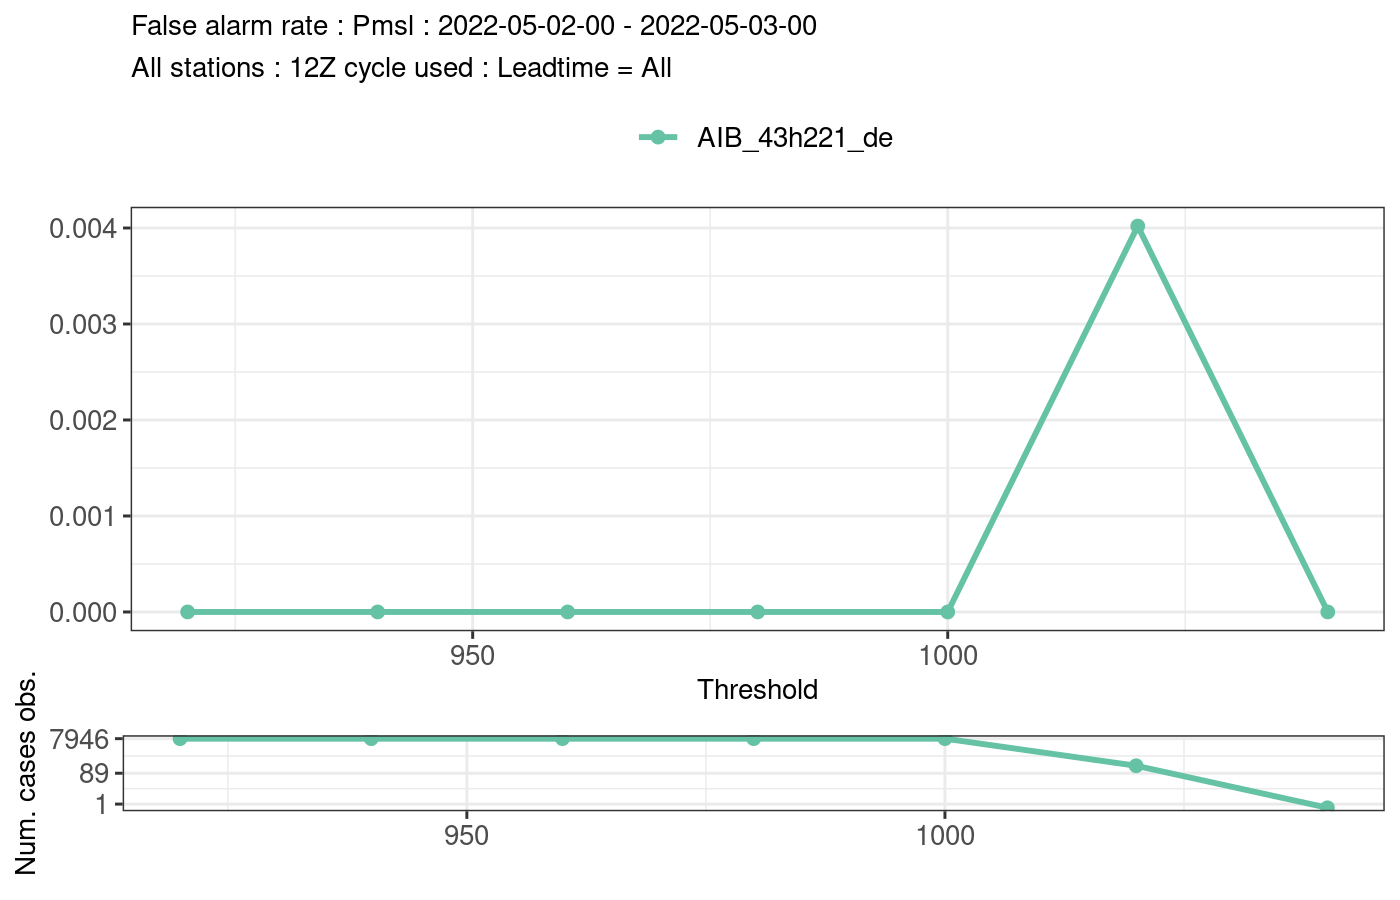 False alarm rate : Pmsl : 2022-05-02-00 - 2022-05-03-00
All stations : 12Z cycle used : Leadtime = All
AIB_43h221_de
0.004
0.003
0.002
0.001
0.000
950 1000
Threshold
Num. cases obs.
7946
89
1
950 1000